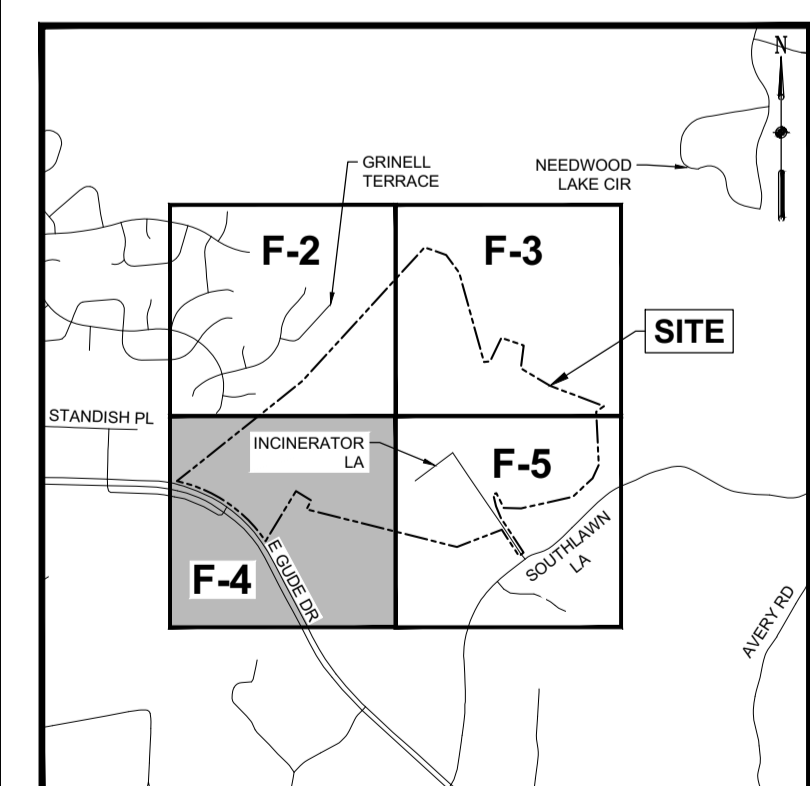 N
GRINELL
TERRACE
NEEDWOOD
LAKE CIR
F-2
F-3
SITE
STANDISH PL
INCINERATOR
LA
F-5
F-4
E GUDE DR
SOUTHLAWN
LA
AVERY RD